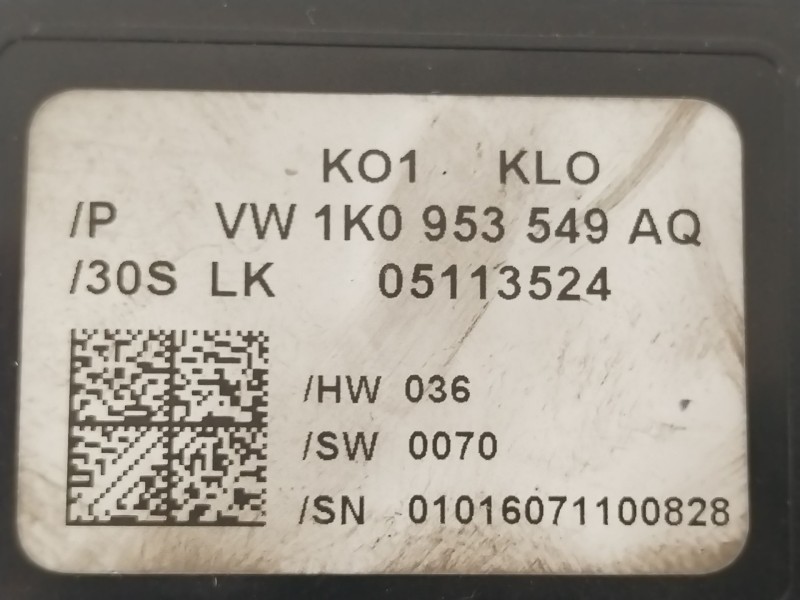 KO1 KLO
/P VW 1K0 953 549 AQ
/30S LK 05113524
/HW 036
/SW 0070
/SN 01016071100828